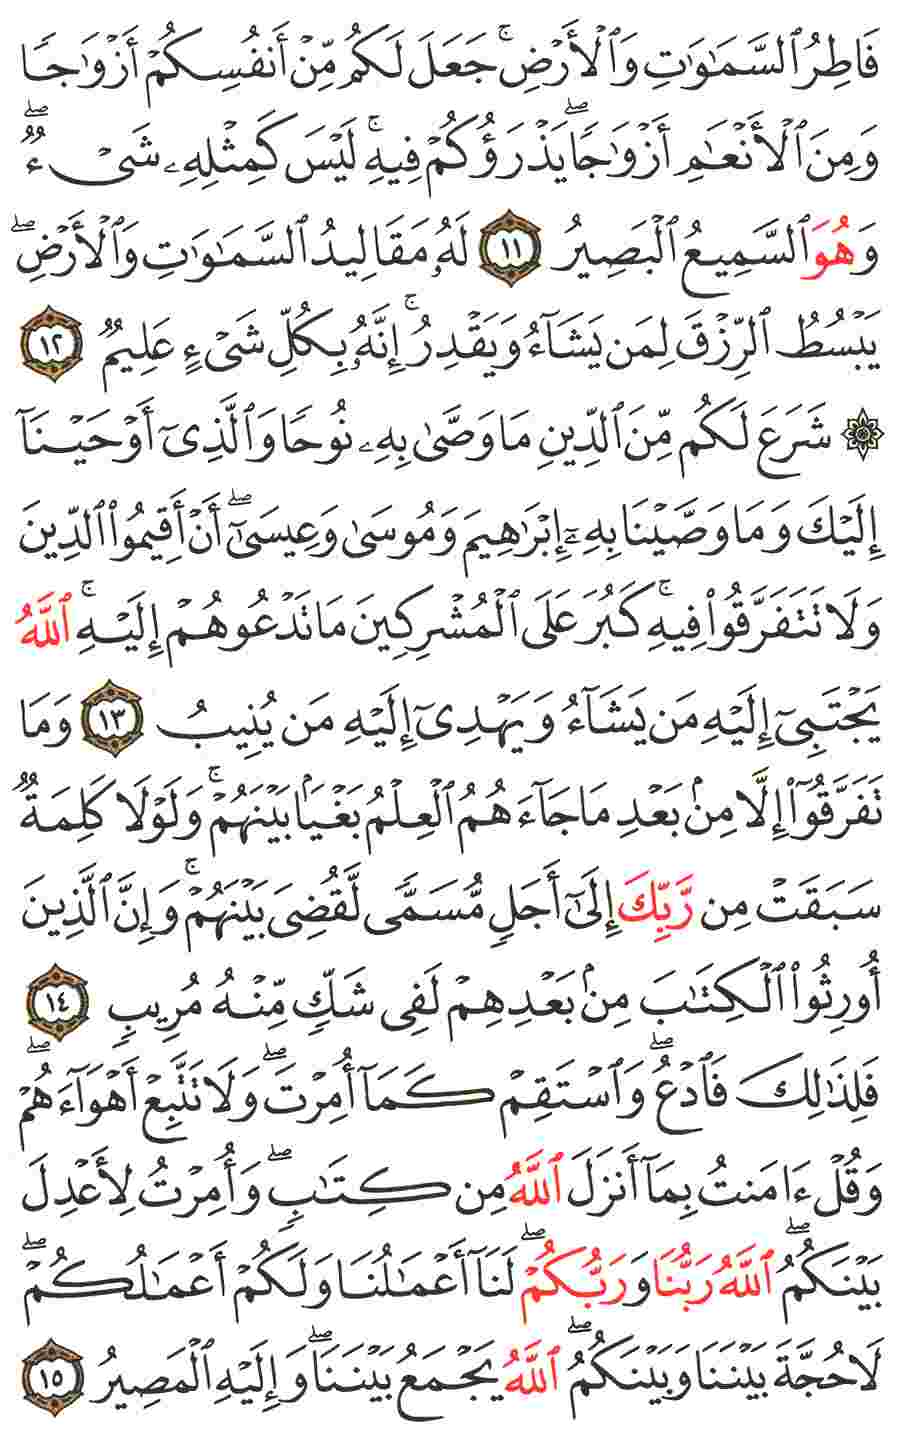 فَاطِرُ ٱلسَّمَٰوَٰتِ وَٱلْأَرْضِ ۚ جَعَلَ لَكُم مِّنْ أَنفُسِكُمْ أَزْوَٰجًا
وَمِنَ ٱلْأَنْعَٰمِ أَزْوَٰجًا ۖ يَذْرَؤُكُمْ فِيهِ ۚ لَيْسَ كَمِثْلِهِۦ شَىْءٌ ۖ
وَهُوَ ٱلسَّمِيعُ ٱلْبَصِيرُ ١١ لَهُۥ مَقَالِيدُ ٱلسَّمَٰوَٰتِ وَٱلْأَرْضِ ۖ
يَبْسُطُ ٱلرِّزْقَ لِمَن يَشَآءُ وَيَقْدِرُ ۚ إِنَّهُۥ بِكُلِّ شَىْءٍ عَلِيمٌ ١٢
۞ شَرَعَ لَكُم مِّنَ ٱلدِّينِ مَا وَصَّىٰ بِهِۦ نُوحًا وَٱلَّذِىٓ أَوْحَيْنَآ
إِلَيْكَ وَمَا وَصَّيْنَا بِهِۦٓ إِبْرَٰهِيمَ وَمُوسَىٰ وَعِيسَىٰٓ ۖ أَنْ أَقِيمُوا۟ ٱلدِّينَ
وَلَا تَتَفَرَّقُوا۟ فِيهِ ۚ كَبُرَ عَلَى ٱلْمُشْرِكِينَ مَا تَدْعُوهُمْ إِلَيْهِ ۚ ٱللَّهُ
يَجْتَبِىٓ إِلَيْهِ مَن يَشَآءُ وَيَهْدِىٓ إِلَيْهِ مَن يُنِيبُ ١٣ وَمَا
تَفَرَّقُوٓا۟ إِلَّا مِنۢ بَعْدِ مَا جَآءَهُمُ ٱلْعِلْمُ بَغْيًۢا بَيْنَهُمْ ۚ وَلَوْلَا كَلِمَةٌ
سَبَقَتْ مِن رَّبِّكَ إِلَىٰٓ أَجَلٍ مُّسَمًّى لَّقُضِىَ بَيْنَهُمْ ۚ وَإِنَّ ٱلَّذِينَ
أُورِثُوا۟ ٱلْكِتَٰبَ مِنۢ بَعْدِهِمْ لَفِى شَكٍّ مِّنْهُ مُرِيبٍ ١٤
فَلِذَٰلِكَ فَٱدْعُ ۖ وَٱسْتَقِمْ كَمَآ أُمِرْتَ ۖ وَلَا تَتَّبِعْ أَهْوَآءَهُمْ ۖ
وَقُلْ ءَامَنتُ بِمَآ أَنزَلَ ٱللَّهُ مِن كِتَٰبٍ ۖ وَأُمِرْتُ لِأَعْدِلَ
بَيْنَكُمُ ۖ ٱللَّهُ رَبُّنَا وَرَبُّكُمْ ۖ لَنَآ أَعْمَٰلُنَا وَلَكُمْ أَعْمَٰلُكُمْ ۖ
لَا حُجَّةَ بَيْنَنَا وَبَيْنَكُمُ ۖ ٱللَّهُ يَجْمَعُ بَيْنَنَا ۖ وَإِلَيْهِ ٱلْمَصِيرُ ١٥